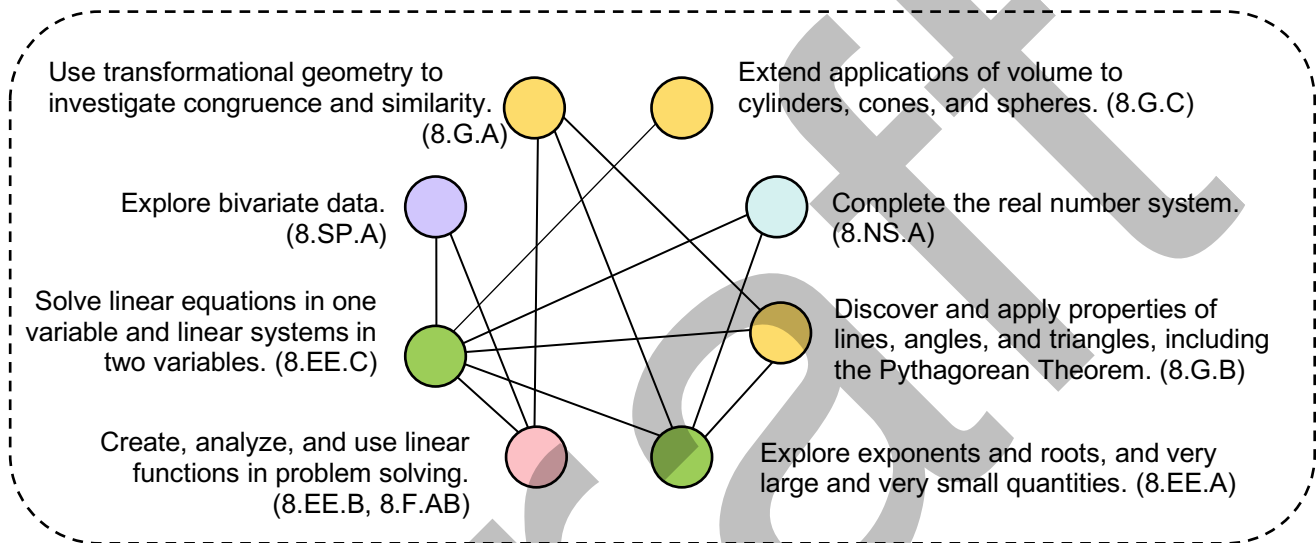 Use transformational geometry to
investigate congruence and similarity.
(8.G.A)
Extend applications of volume to
cylinders, cones, and spheres. (8.G.C)
Explore bivariate data.
(8.SP.A)
Complete the real number system.
(8.NS.A)
Solve linear equations in one
variable and linear systems in
two variables. (8.EE.C)
Discover and apply properties of
lines, angles, and triangles, including
the Pythagorean Theorem. (8.G.B)
Create, analyze, and use linear
functions in problem solving.
(8.EE.B, 8.F.AB)
Explore exponents and roots, and very
large and very small quantities. (8.EE.A)
raft